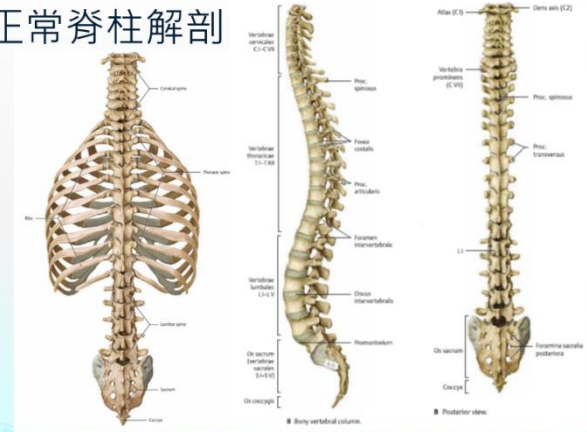 正常脊柱解剖
Cervical spine
Thoracic spine
Ribs
Lumbar spine
Sacrum
Coccyx
Vertebrae
cervicales
C I–C VII
Vertebrae
thoracicae
T I–T XII
Vertebrae
lumbales
L I–L V
Os sacrum
(vertebrae
sacrales
S I–S V)
Os coccygis
Proc.
spinosus
Fovea
costalis
Proc.
articularis
Foramen
intervertebrale
Discus
intervertebralis
Promontorium
B Bony vertebral column.
Atlas (C1)
Dens axis (C2)
Vertebra
prominens
(C VII)
Proc. spinosus
Proc.
transversus
L I
Os sacrum
Foramina sacralia
posteriora
Coccyx
B Posterior view.